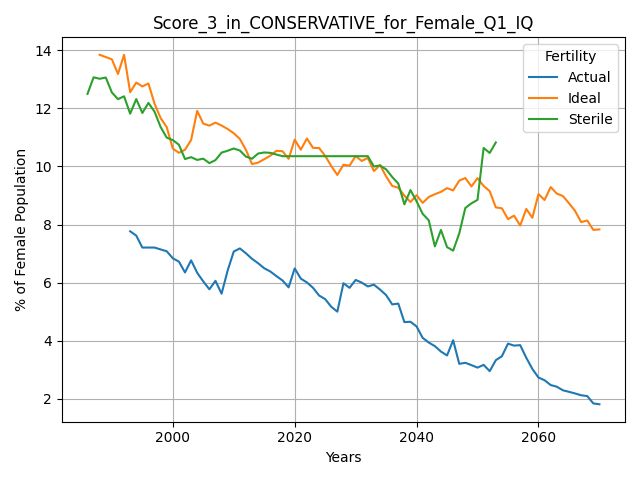 Score_3_in_CONSERVATIVE_for_Female_Q1_IQ
% of Female Population
14
12
10
8
6
4
2
Fertility
Actual
Ideal
Sterile
2000 2020 2040 2060
Years